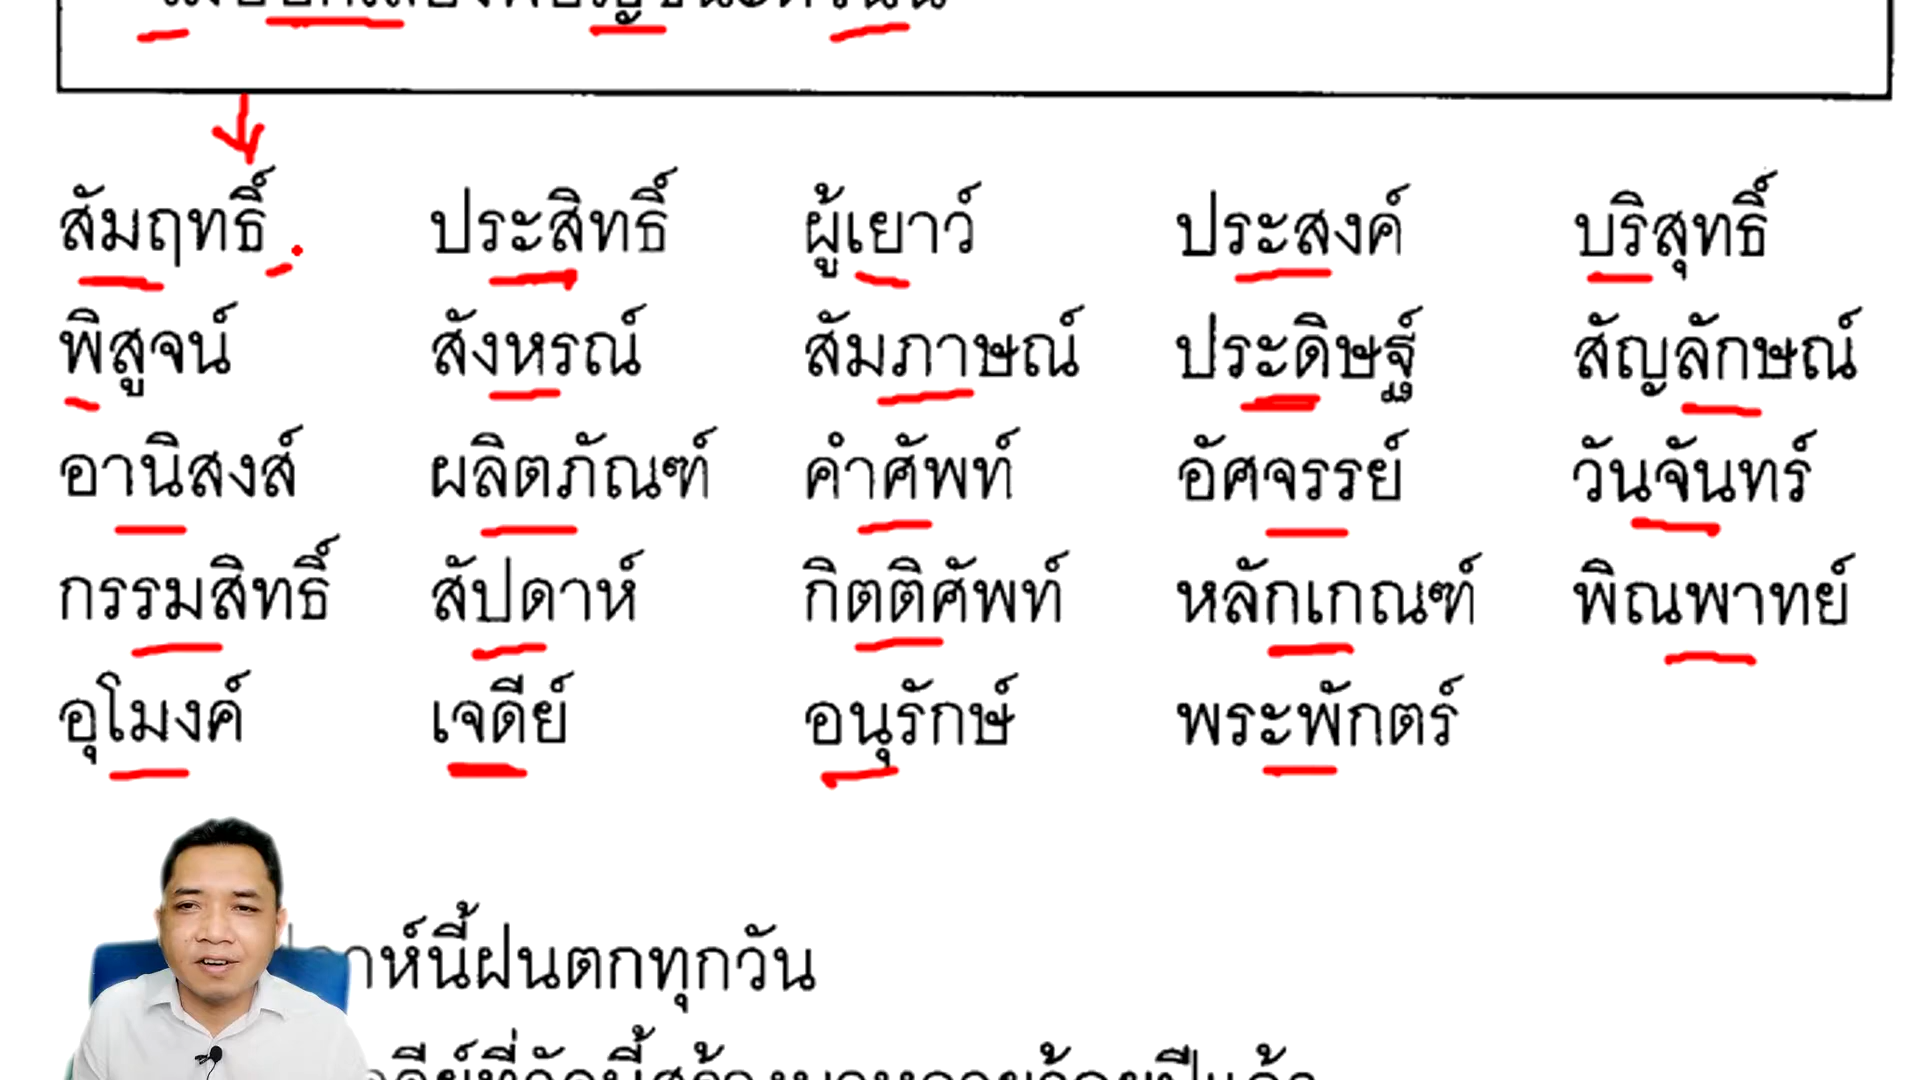 สัมฤทธิ์ ประสิทธิ์ ผู้เยาว์ ประสงค์ บริสุทธิ์
พิสูจน์ สังหรณ์ สัมภาษณ์ ประดิษฐ์ สัญลักษณ์
อานิสงส์ ผลิตภัณฑ์ คำศัพท์ อัศจรรย์ วันจันทร์
กรรมสิทธิ์ สัปดาห์ กิตติศัพท์ หลักเกณฑ์ พิณพาทย์
อุโมงค์ เจดีย์ อนุรักษ์ พระพักตร์
นี้ฝนตกทุกวัน